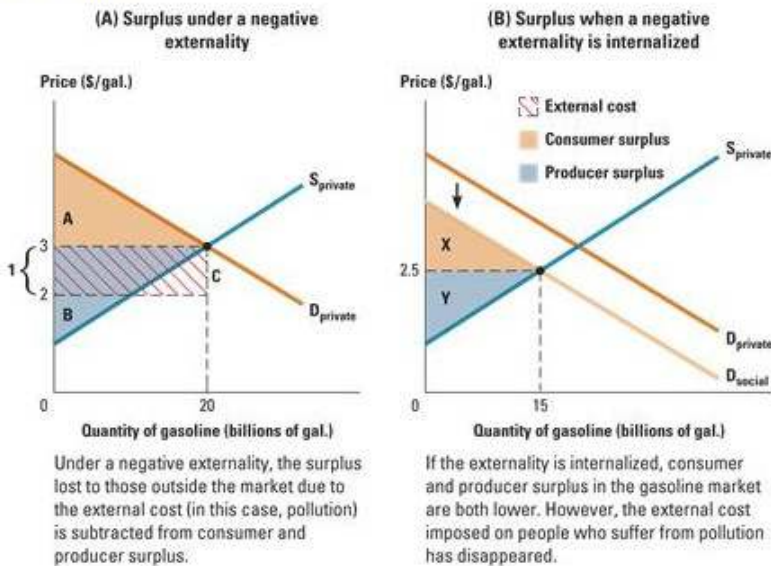 (A) Surplus under a negative
externality
Price ($/gal.)
S private
A
3
1
C
2
B
D private
0
20
Quantity of gasoline (billions of gal.)
Under a negative externality, the surplus
lost to those outside the market due to
the external cost (in this case, pollution)
is subtracted from consumer and
producer surplus.
(B) Surplus when a negative
externality is internalized
Price ($/gal.)
External cost
Consumer surplus
Producer surplus
S private
X
2.5
Y
D private
D social
0
15
Quantity of gasoline (billions of gal.)
If the externality is internalized, consumer
and producer surplus in the gasoline market
are both lower. However, the external cost
imposed on people who suffer from pollution
has disappeared.